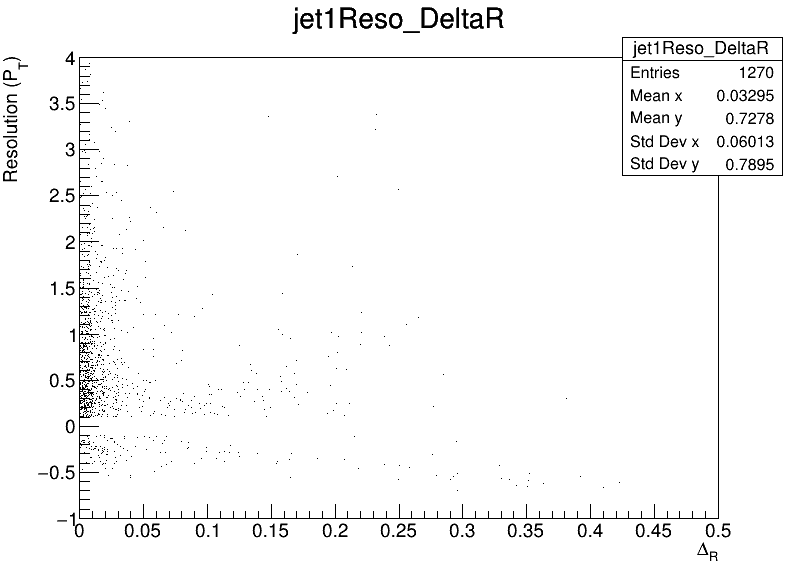 jet1Reso_DeltaR
jet1Reso_DeltaR
Entries 1270
Mean x 0.03295
Mean y 0.7278
Std Dev x 0.06013
Std Dev y 0.7895
Resolution (P_T)
4
3.5
3
2.5
2
1.5
1
0.5
0
−0.5
−1
0 0.05 0.1 0.15 0.2 0.25 0.3 0.35 0.4 0.45 0.5
Δ_R